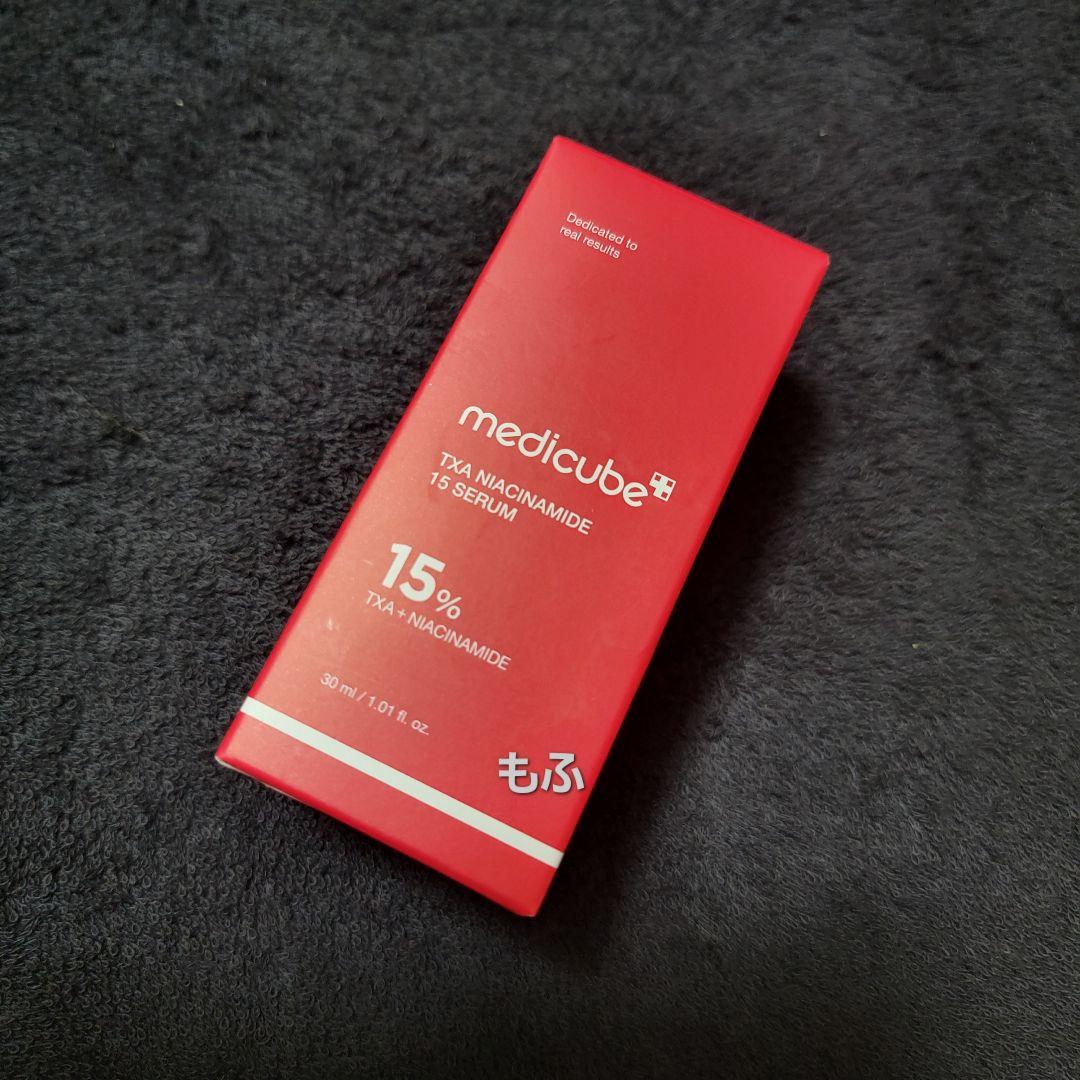 Dedicated to
real results
medicube
TXA NIACINAMIDE
15 SERUM
15%
TXA + NIACINAMIDE
30 ml / 1.01 fl. oz.
もふ